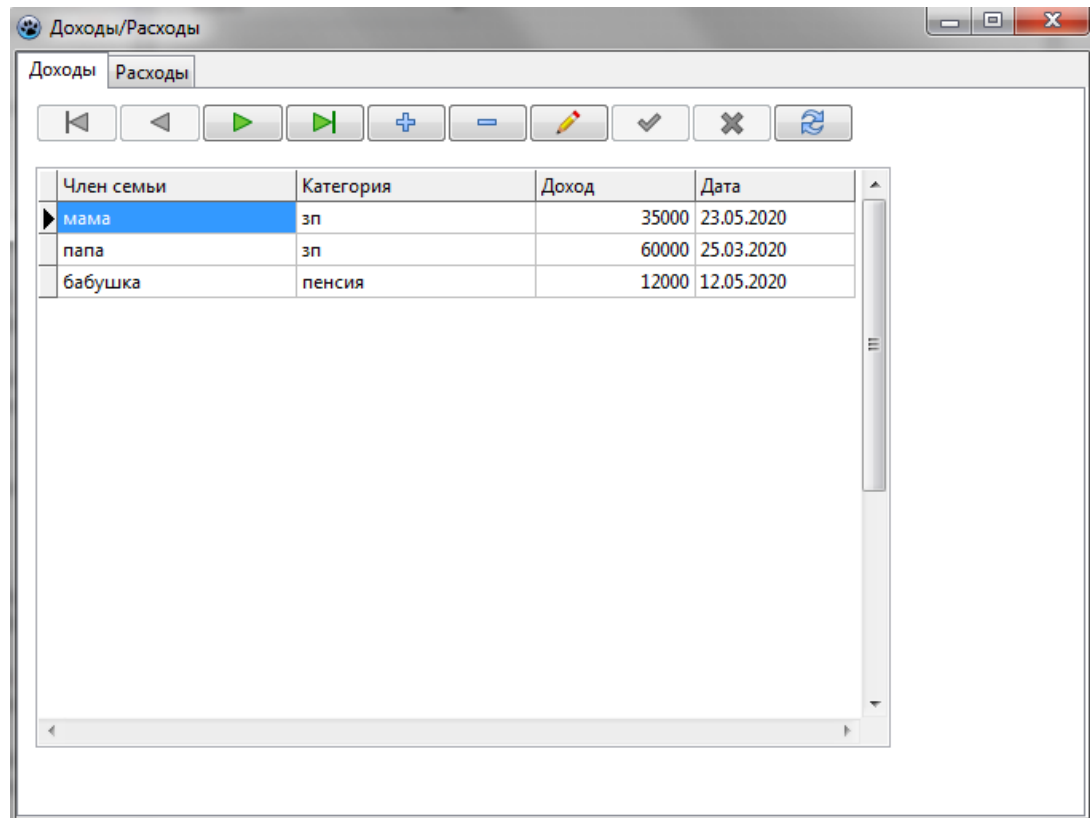 Доходы/Расходы
Доходы Расходы
Член семьи Категория Доход Дата
мама зп 35000 23.05.2020
папа зп 60000 25.03.2020
бабушка пенсия 12000 12.05.2020